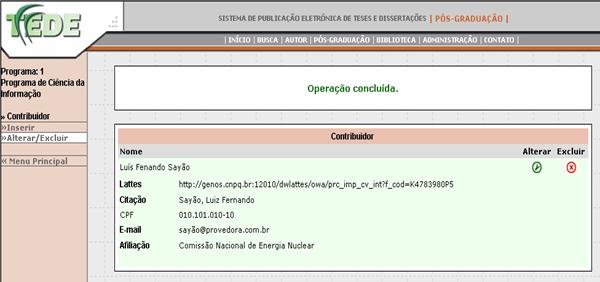 TEDE
SISTEMA DE PUBLICAÇÃO ELETRÔNICA DE TESES E DISSERTAÇÕES | PÓS-GRADUAÇÃO |
| INÍCIO | BUSCA | AUTOR | PÓS-GRADUAÇÃO | BIBLIOTECA | ADMINISTRAÇÃO | CONTATO |
Programa: 1
Programa de Ciência da
Informação
» Contribuidor
»Inserir
»Alterar/Excluir
« Menu Principal
Operação concluída.
Contribuidor
Nome Alterar Excluir
Luís Fenando Sayão
Lattes http://genos.cnpq.br:12010/dwlattes/owa/prc_imp_cv_int?f_cod=K4783980P5
Citação Sayão, Luiz Fernando
CPF 010.101.010-10
E-mail sayão@provedora.com.br
Afiliação Comissão Nacional de Energia Nuclear